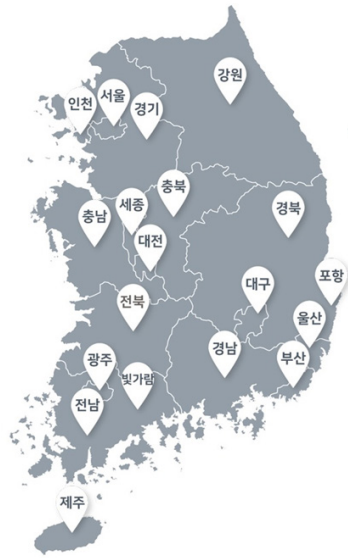 강원
서울
인천
경기
충북
세종
충남
경북
대전
포항
대구
전북
울산
경남
부산
광주
빛가람
전남
제주